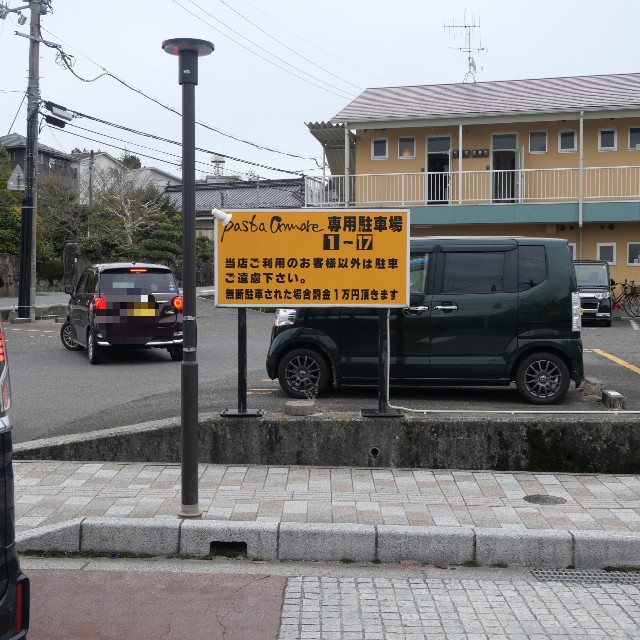 pasta Amore 専用駐車場
1～17
当店ご利用のお客様以外は駐車
ご遠慮下さい。
無断駐車された場合罰金1万円頂きます